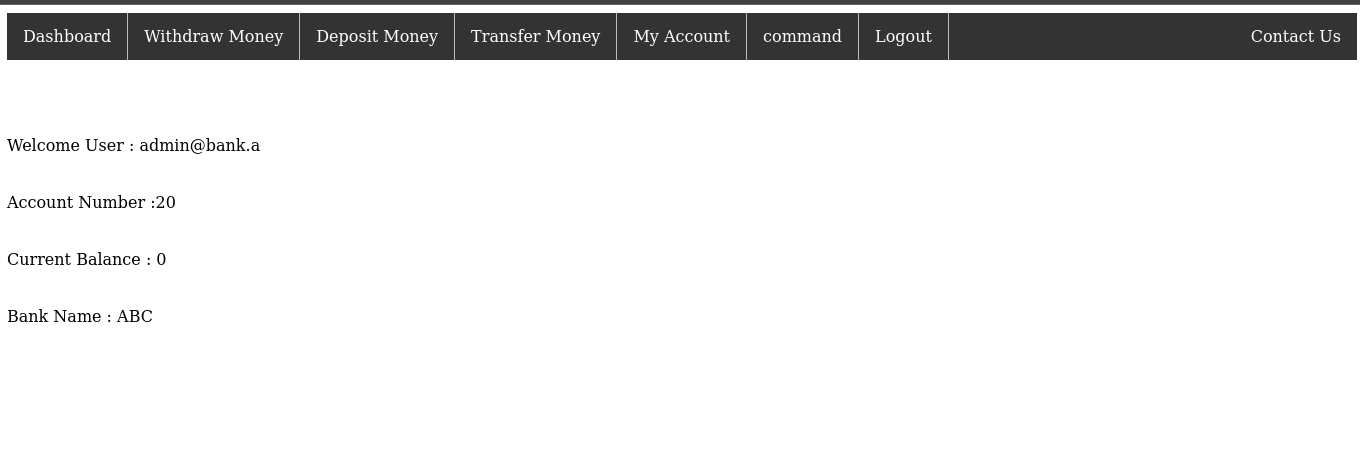 Dashboard Withdraw Money Deposit Money Transfer Money My Account command Logout Contact Us
Welcome User : admin@bank.a
Account Number :20
Current Balance : 0
Bank Name : ABC